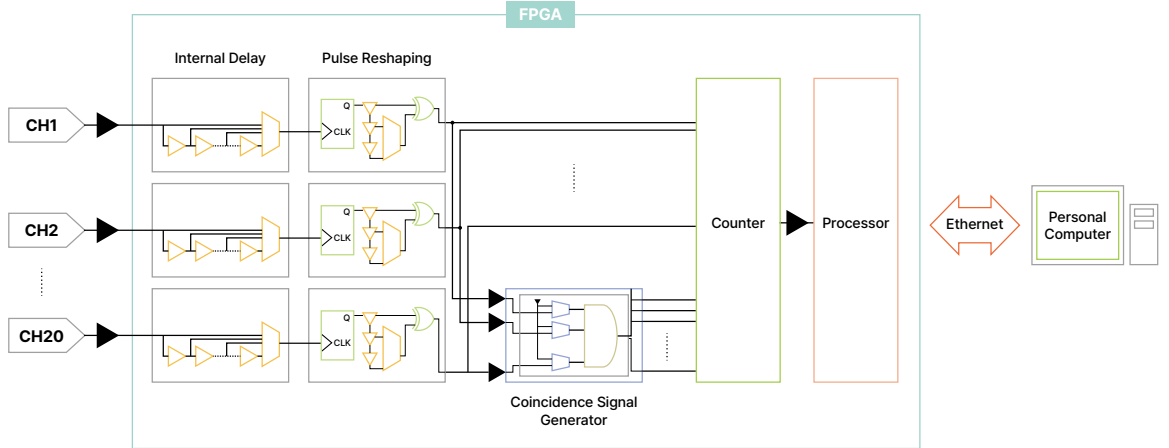 FPGA
Internal Delay
Pulse Reshaping
CH1
Q
CLK
CH2
Q
CLK
CH20
Q
CLK
Coincidence Signal
Generator
Counter
Processor
Ethernet
Personal
Computer